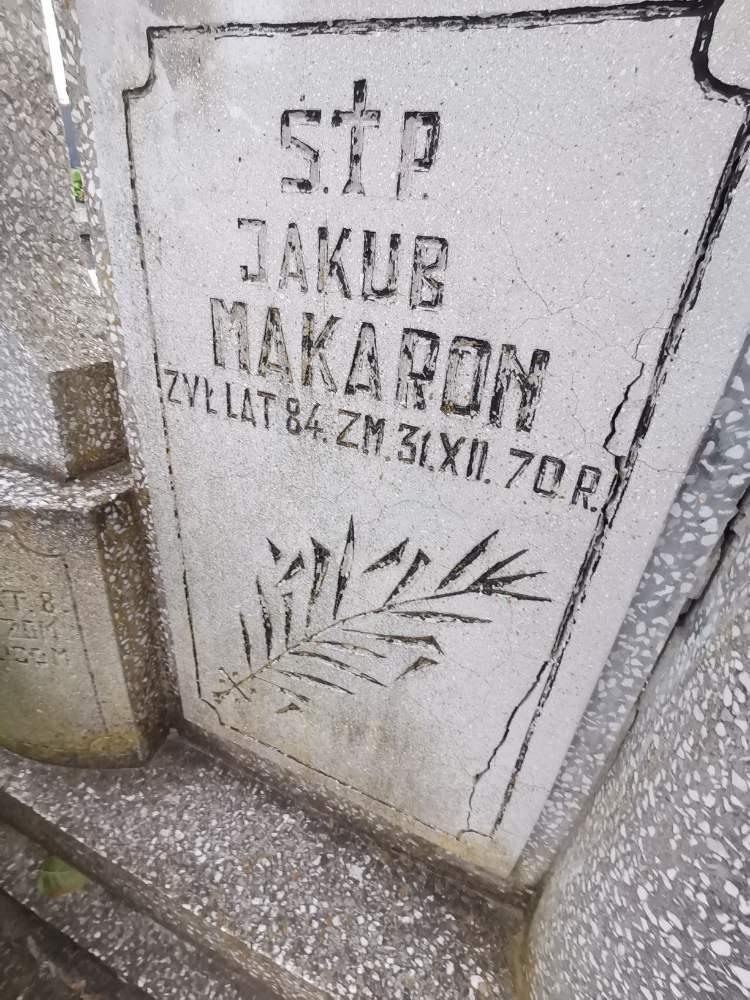 S.†P.
JAKUB
MAKARON
ŻYŁ LAT 84. ZM. 31.XII. 70.R.